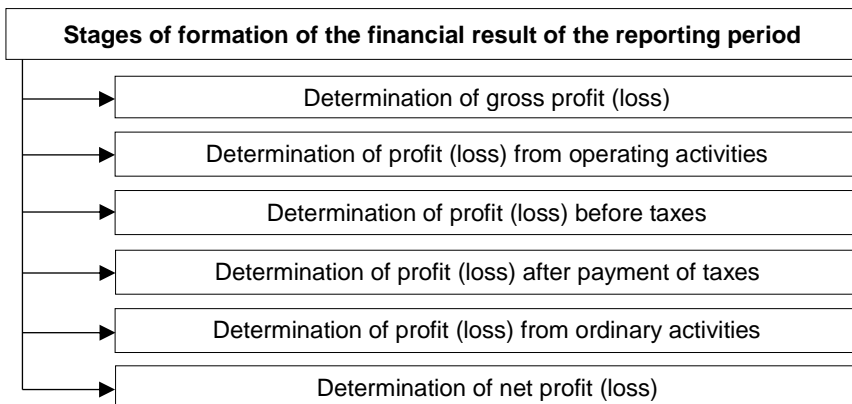 Stages of formation of the financial result of the reporting period
Determination of gross profit (loss)
Determination of profit (loss) from operating activities
Determination of profit (loss) before taxes
Determination of profit (loss) after payment of taxes
Determination of profit (loss) from ordinary activities
Determination of net profit (loss)